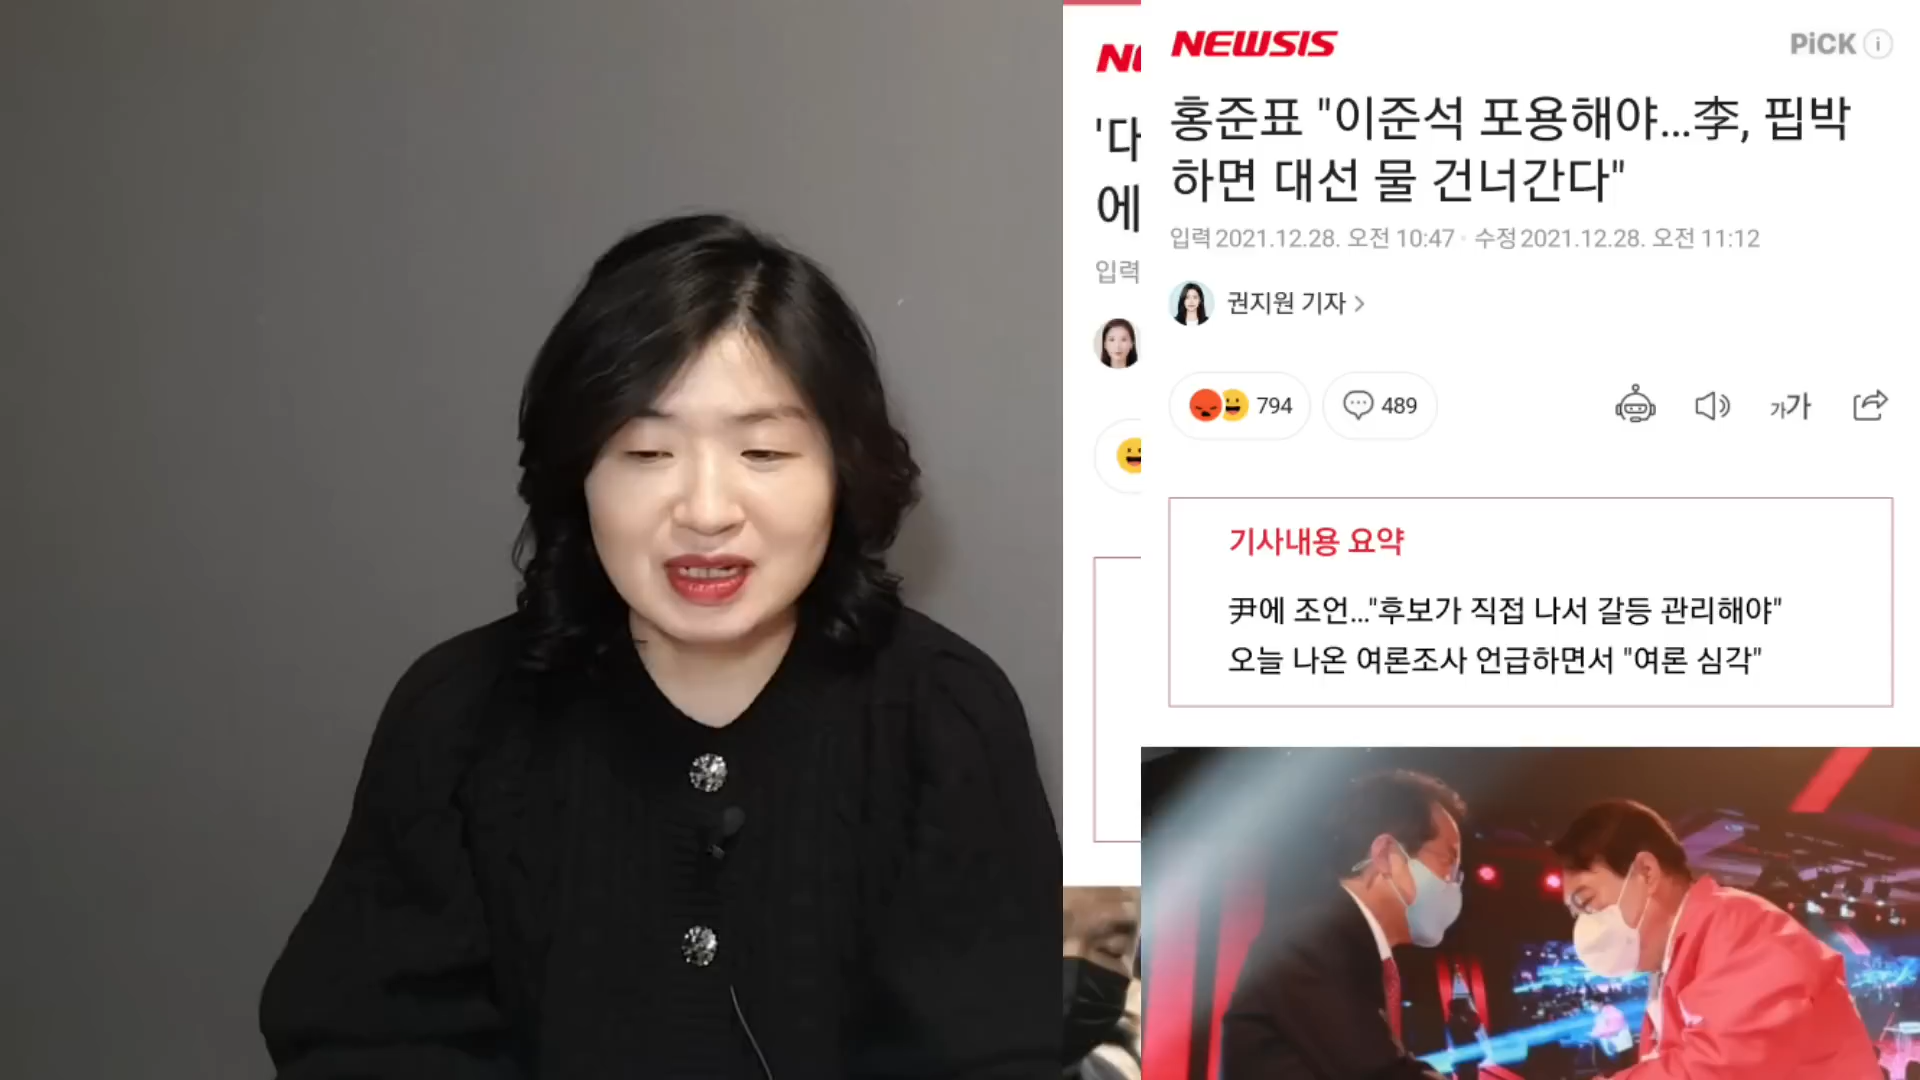 NEWSIS
PiCK
홍준표 "이준석 포용해야...李, 핍박
하면 대선 물 건너간다"
입력 2021.12.28. 오전 10:47 · 수정 2021.12.28. 오전 11:12
권지원 기자
794
489
가가
기사내용 요약
尹에 조언..."후보가 직접 나서 갈등 관리해야"
오늘 나온 여론조사 언급하면서 "여론 심각"
'대
에
입력